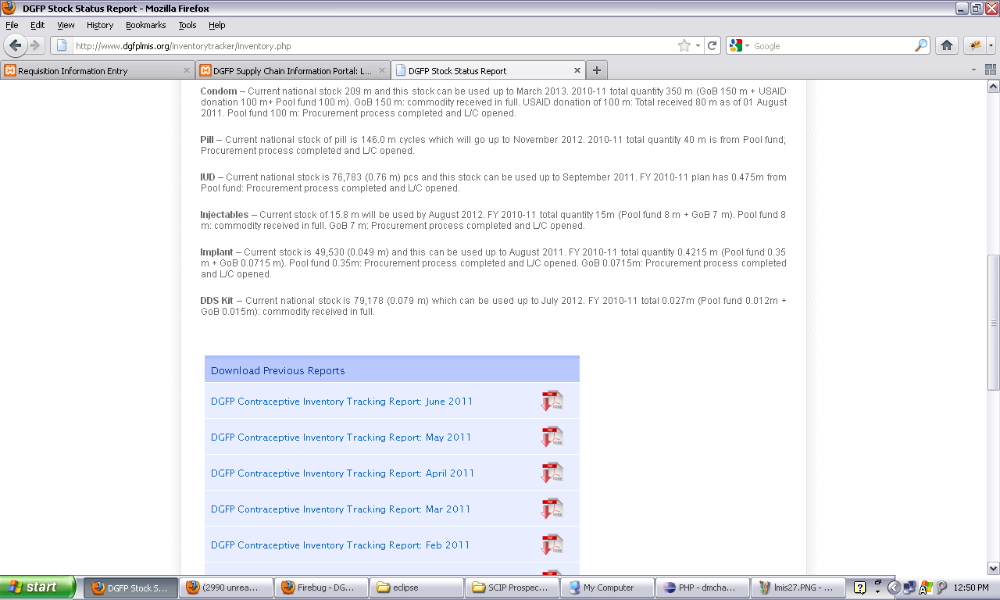 DGFP Stock Status Report - Mozilla Firefox
File Edit View History Bookmarks Tools Help
http://www.dgfplmis.org/inventorytracker/inventory.php
Google
Requisition Information Entry
DGFP Supply Chain Information Portal: L...
DGFP Stock Status Report
Condom – Current national stock 209 m and this stock can be used up to March 2013. 2010-11 total quantity 350 m (GoB 150 m + USAID
donation 100 m+ Pool fund 100 m). GoB 150 m: commodity received in full. USAID donation of 100 m: Total received 80 m as of 01 August
2011. Pool fund 100 m: Procurement process completed and L/C opened.
Pill – Current national stock of pill is 146.0 m cycles which will go up to November 2012. 2010-11 total quantity 40 m is from Pool fund;
Procurement process completed and L/C opened.
IUD – Current national stock is 76,783 (0.76 m) pcs and this stock can be used up to September 2011. FY 2010-11 plan has 0.475m from
Pool fund: Procurement process completed and L/C opened.
Injectables – Current stock of 15.8 m will be used by August 2012. FY 2010-11 total quantity 15m (Pool fund 8 m + GoB 7 m). Pool fund 8
m: commodity received in full. GoB 7 m: Procurement process completed and L/C opened.
Implant – Current stock is 49,530 (0.049 m) and this can be used up to August 2011. FY 2010-11 total quantity 0.4215 m (Pool fund 0.35
m + GoB 0.0715 m). Pool fund 0.35m: Procurement process completed and L/C opened. GoB 0.0715m: Procurement process completed
and L/C opened.
DDS Kit – Current national stock is 79,178 (0.079 m) which can be used up to July 2012. FY 2010-11 total 0.027m (Pool fund 0.012m +
GoB 0.015m): commodity received in full.
Download Previous Reports
DGFP Contraceptive Inventory Tracking Report: June 2011
DGFP Contraceptive Inventory Tracking Report: May 2011
DGFP Contraceptive Inventory Tracking Report: April 2011
DGFP Contraceptive Inventory Tracking Report: Mar 2011
DGFP Contraceptive Inventory Tracking Report: Feb 2011
start
DGFP Stock S...
(2990 unrea...
Firebug - DG...
eclipse
SCIP Prospec...
My Computer
PHP - dmcha...
lmis27.PNG - ...
12:50 PM